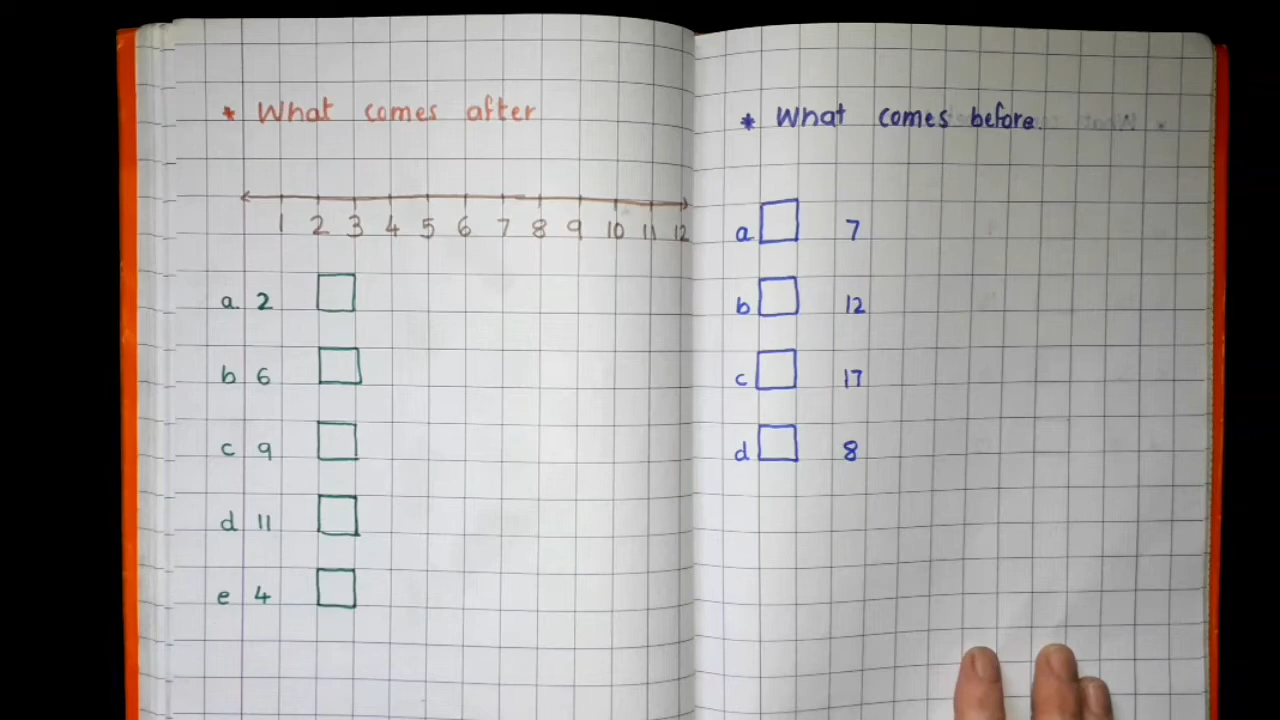 * What comes after
1 2 3 4 5 6 7 8 9 10 11 12
a 2
b 6
c 9
d 11
e 4
* What comes before.
a 7
b 12
c 17
d 8